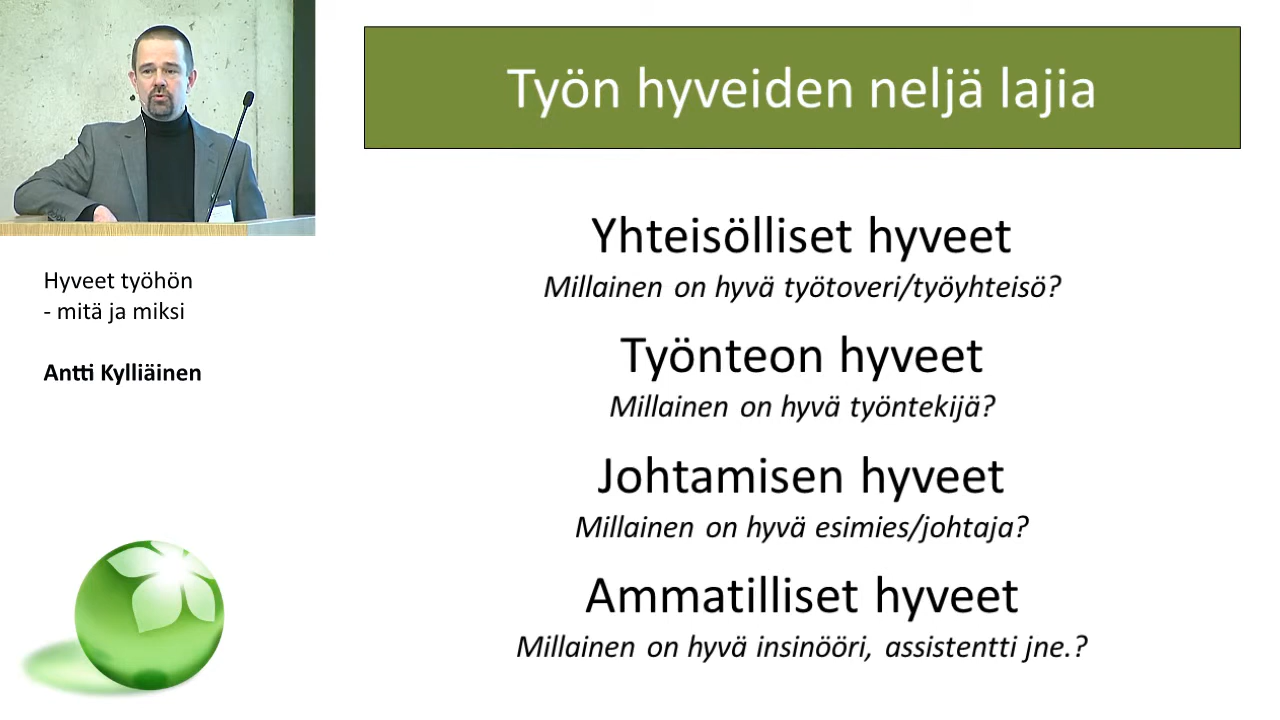 Työn hyveiden neljä lajia
Yhteisölliset hyveet
Millainen on hyvä työtoveri/työyhteisö?
Työnteon hyveet
Millainen on hyvä työntekijä?
Johtamisen hyveet
Millainen on hyvä esimies/johtaja?
Ammatilliset hyveet
Millainen on hyvä insinööri, assistentti jne.?
Hyveet työhön
- mitä ja miksi
Antti Kylliäinen